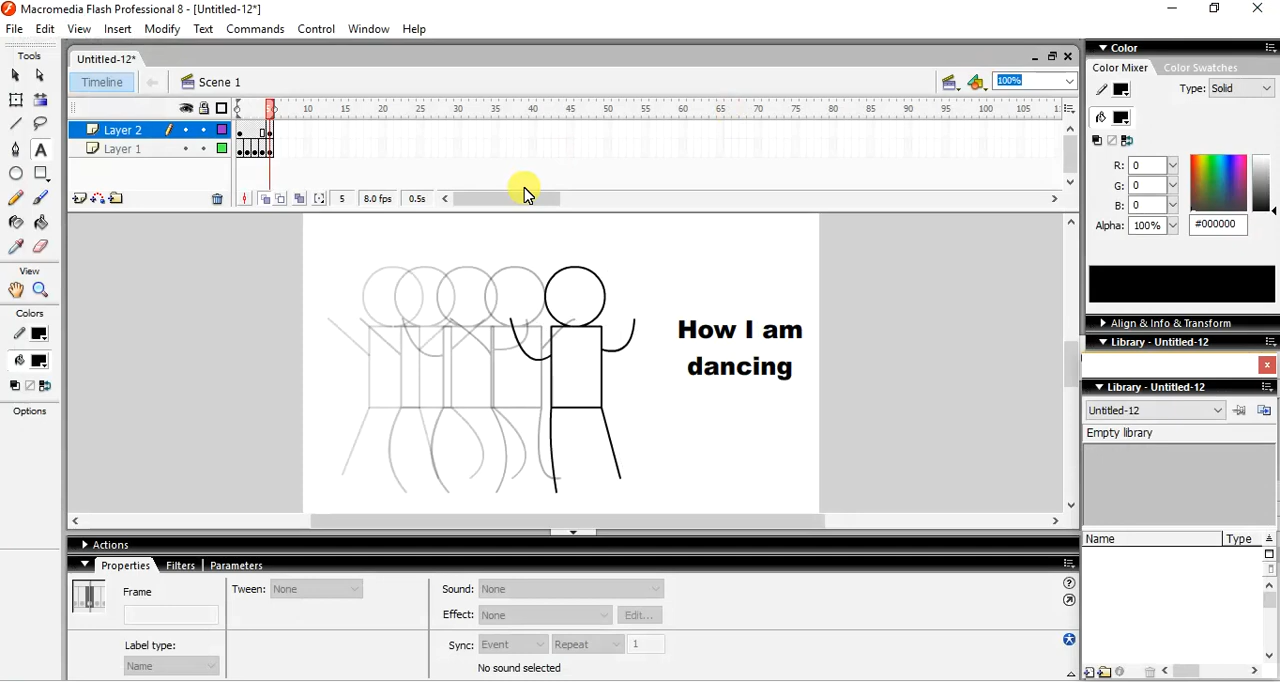 Macromedia Flash Professional 8 - [Untitled-12*]
File Edit View Insert Modify Text Commands Control Window Help
Tools
Untitled-12*
Timeline
Scene 1
100%
10 15 20 25 30 35 40 45 50 55 60 65 70 75 80 85 90 95 100 105
Layer 2
Layer 1
5 8.0 fps 0.5s
View
Colors
Options
How I am
dancing
Actions
Properties Filters Parameters
Frame
Tween: None
Label type:
Name
Sound: None
Effect: None Edit...
Sync: Event Repeat 1
No sound selected
Color
Color Mixer Color Swatches
Type: Solid
R: 0
G: 0
B: 0
Alpha: 100% #000000
Align & Info & Transform
Library - Untitled-12
Library - Untitled-12
Untitled-12
Empty library
Name Type